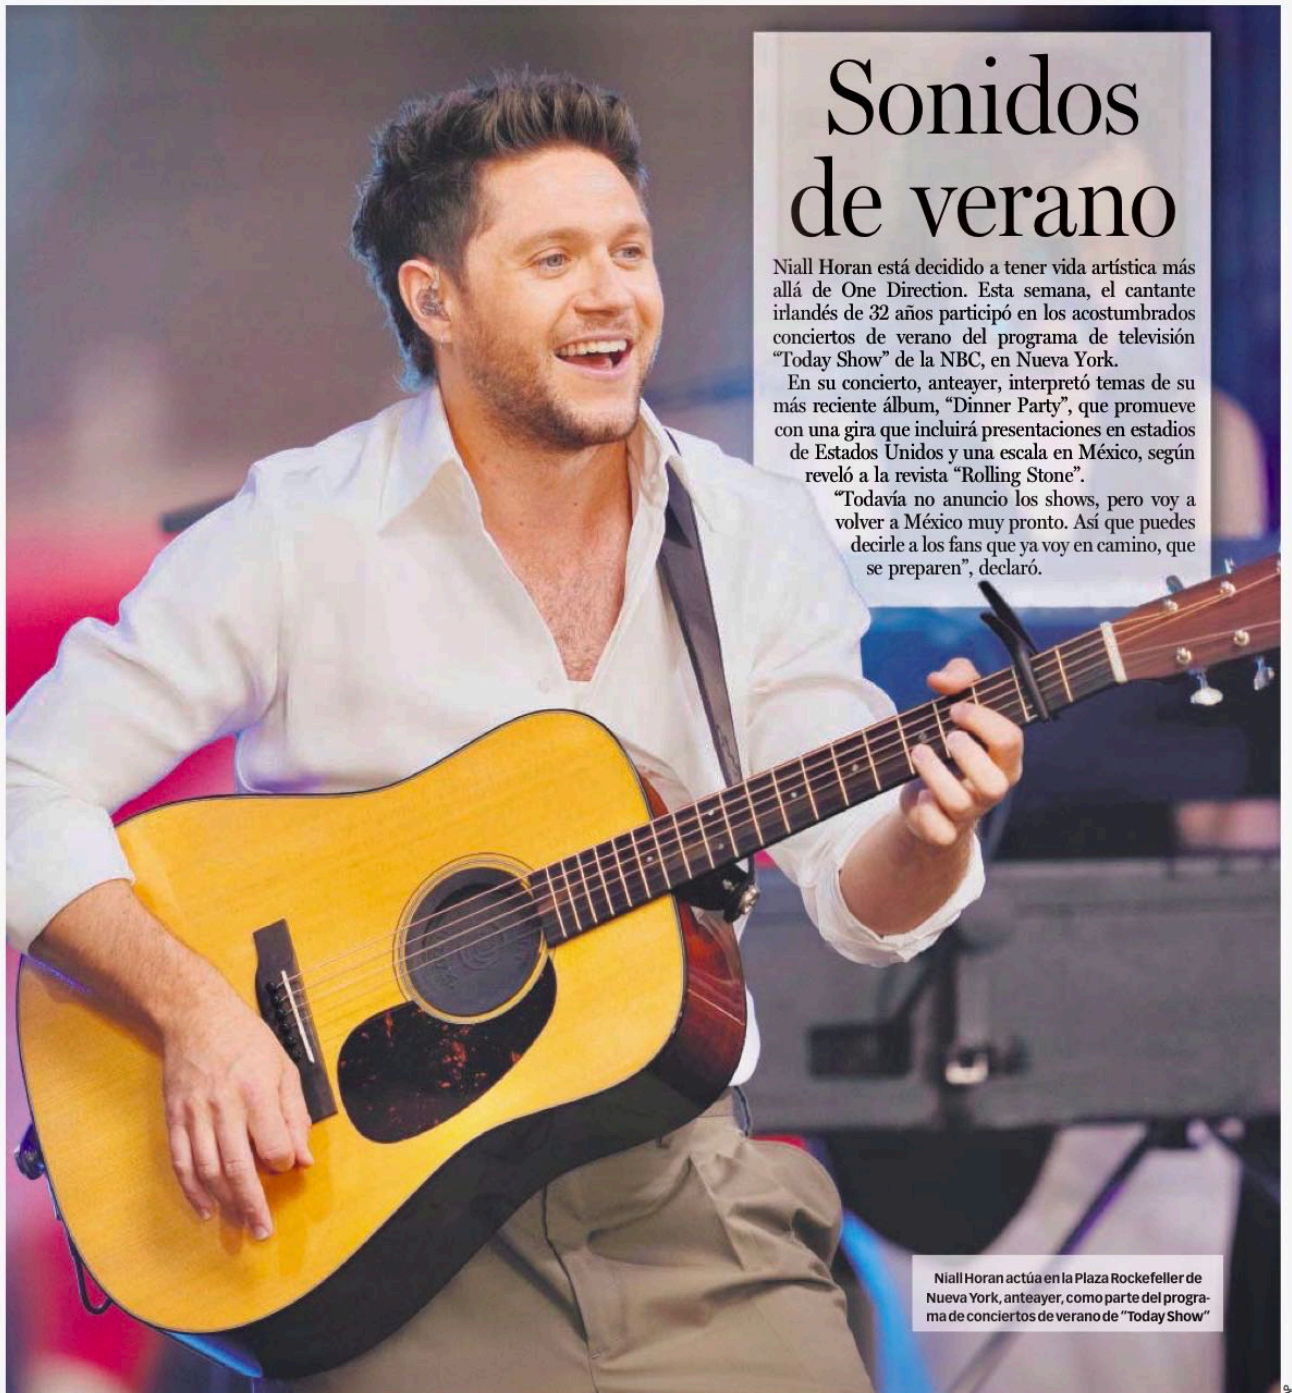 Sonidos
de verano
Niall Horan está decidido a tener vida artística más
allá de One Direction. Esta semana, el cantante
irlandés de 32 años participó en los acostumbrados
conciertos de verano del programa de televisión
“Today Show” de la NBC, en Nueva York.
En su concierto, anteayer, interpretó temas de su
más reciente álbum, “Dinner Party”, que promueve
con una gira que incluirá presentaciones en estadios
de Estados Unidos y una escala en México, según
reveló a la revista “Rolling Stone”.
“Todavía no anuncio los shows, pero voy a
volver a México muy pronto. Así que puedes
decirle a los fans que ya voy en camino, que
se preparen”, declaró.
Niall Horan actúa en la Plaza Rockefeller de
Nueva York, anteayer, como parte del progra-
ma de conciertos de verano de “Today Show”